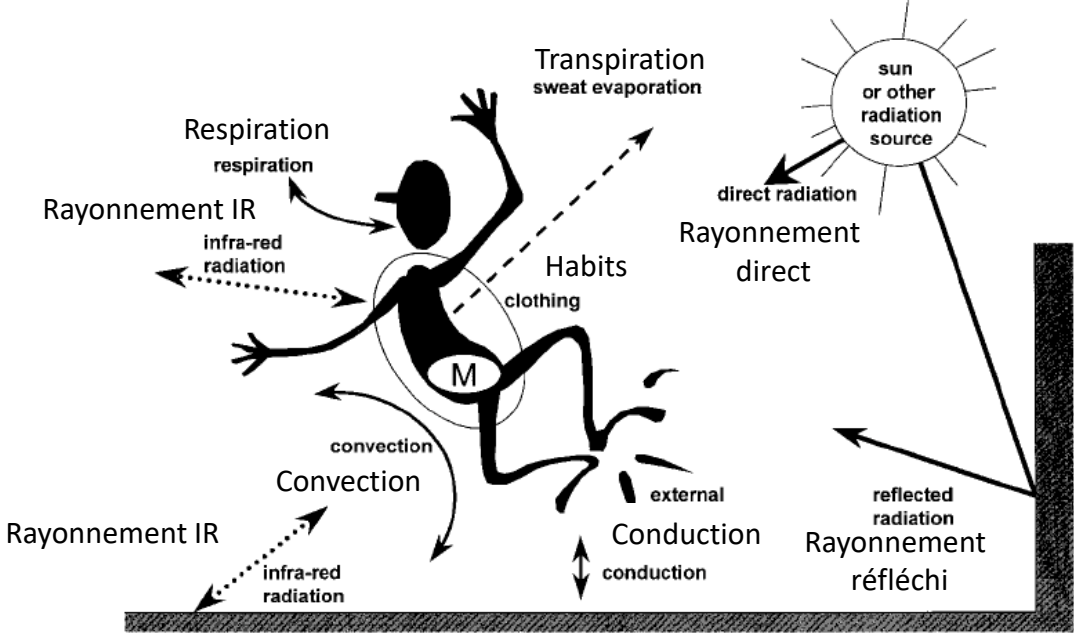 Transpiration
sweat evaporation
sun
or other
radiation
source
Respiration
respiration
direct radiation
Rayonnement
direct
Rayonnement IR
infra-red
radiation
Habits
clothing
M
convection
Convection
external
Conduction
conduction
reflected
radiation
Rayonnement
réfléchi
Rayonnement IR
infra-red
radiation